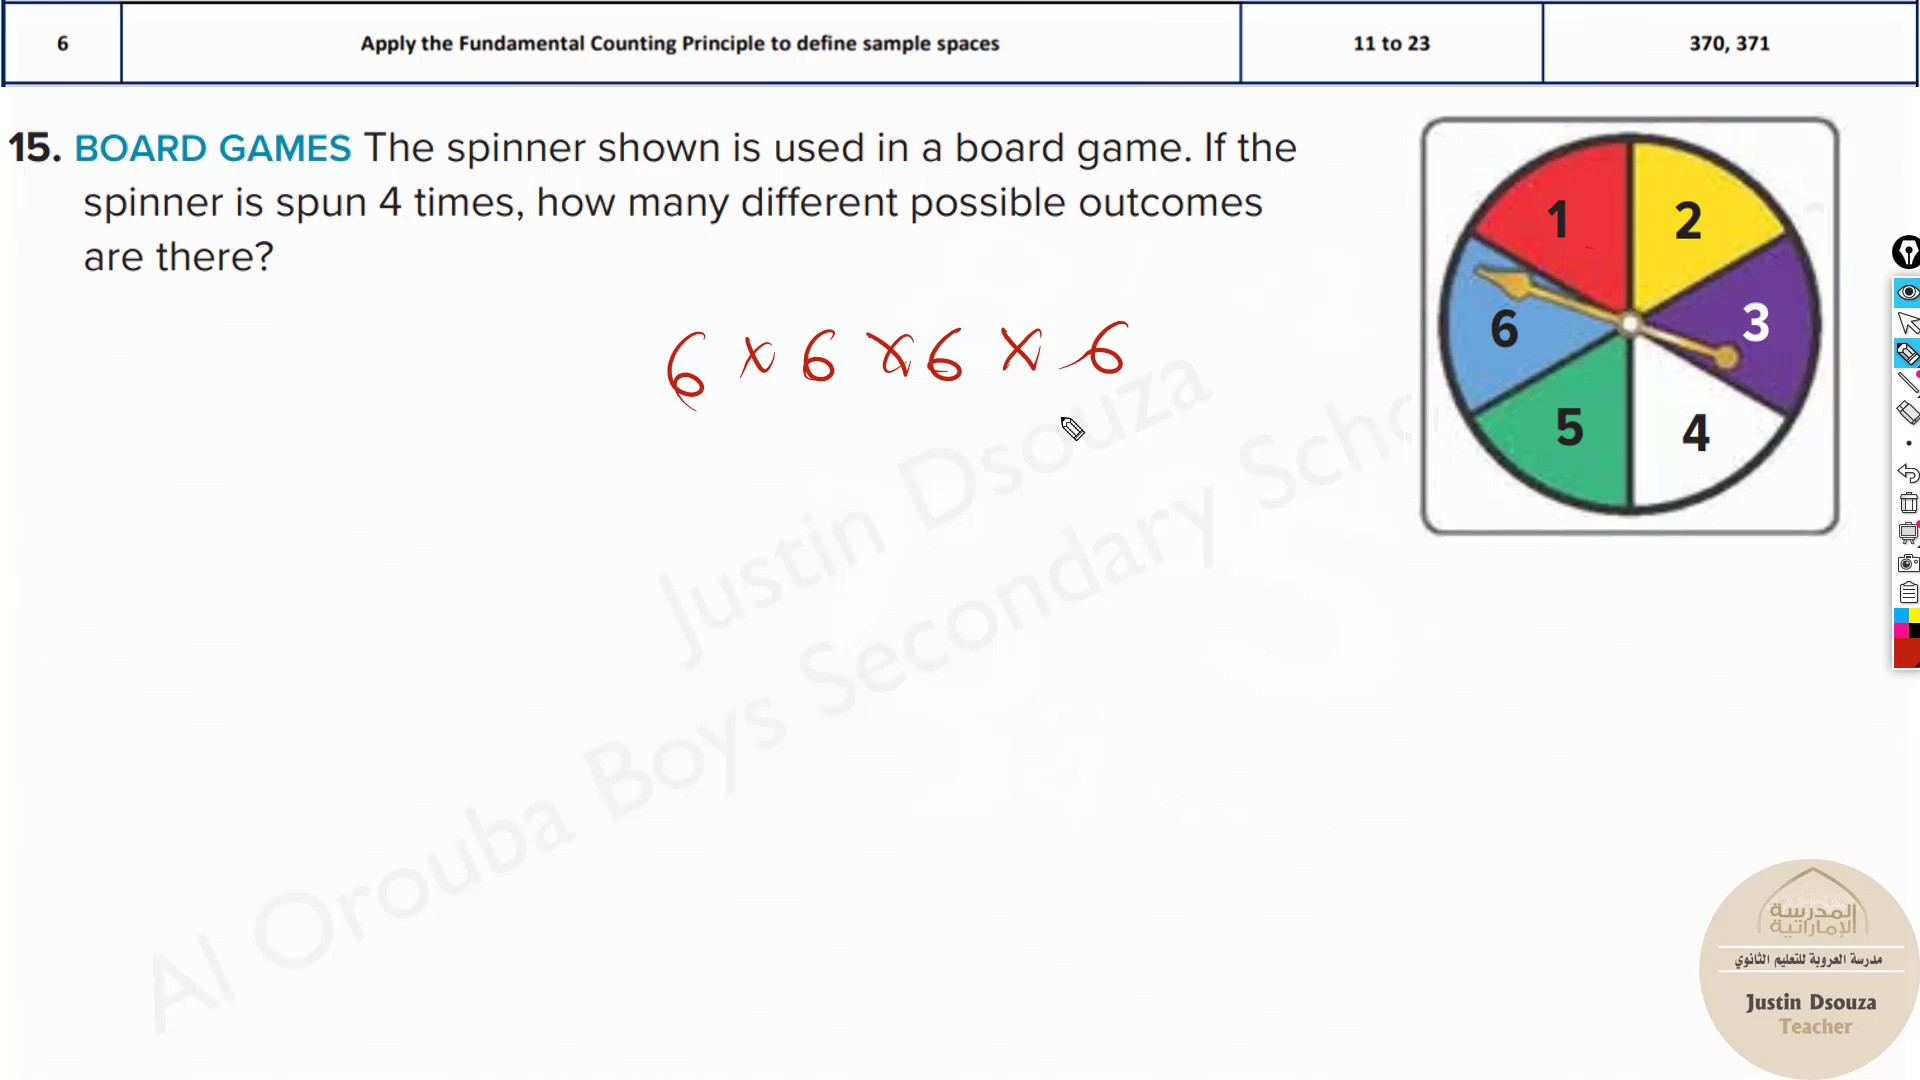 6 Apply the Fundamental Counting Principle to define sample spaces 11 to 23 370, 371
15. BOARD GAMES The spinner shown is used in a board game. If the
spinner is spun 4 times, how many different possible outcomes
are there?
1
2
3
6
5
4
6 × 6 × 6 × 6
Justin Dsouza
Al Orouba Boys Secondary Scho
المدرسة
الإماراتية
مدرسة العروبة للتعليم الثانوي
Justin Dsouza
Teacher